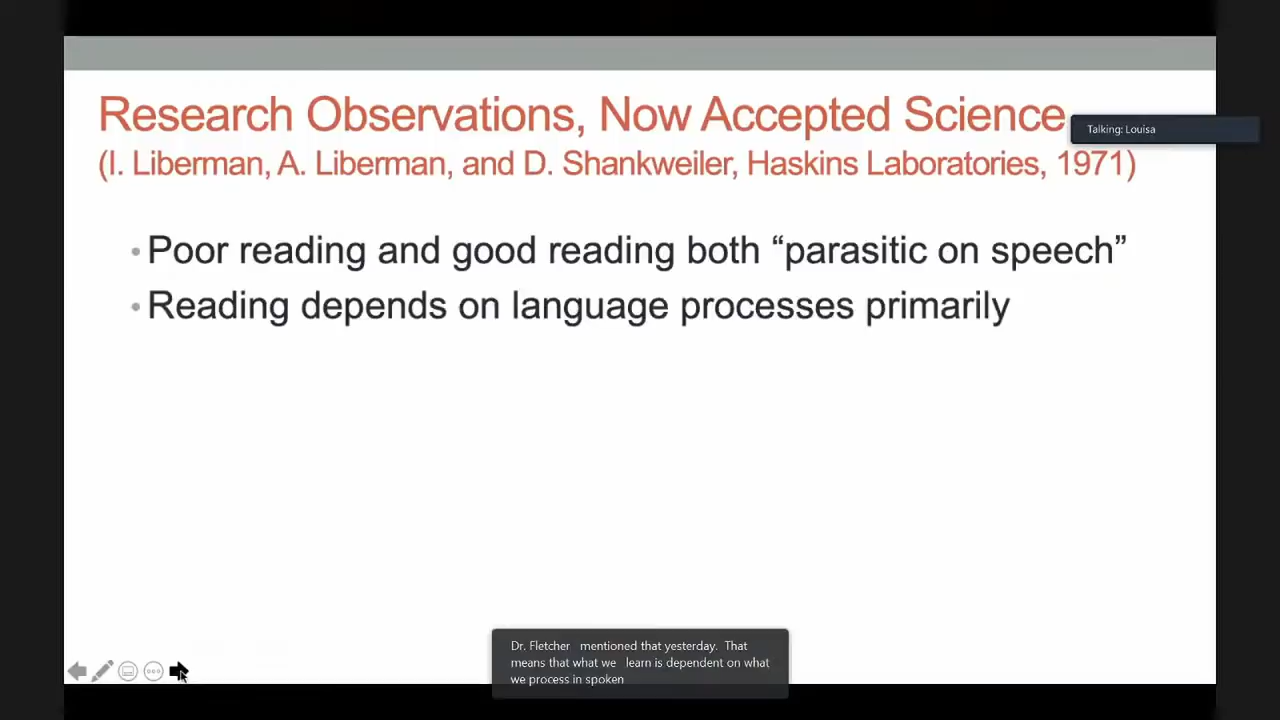 Research Observations, Now Accepted Science
Talking: Louisa
(I. Liberman, A. Liberman, and D. Shankweiler, Haskins Laboratories, 1971)
• Poor reading and good reading both “parasitic on speech”
• Reading depends on language processes primarily
Dr. Fletcher mentioned that yesterday. That
means that what we learn is dependent on what
we process in spoken